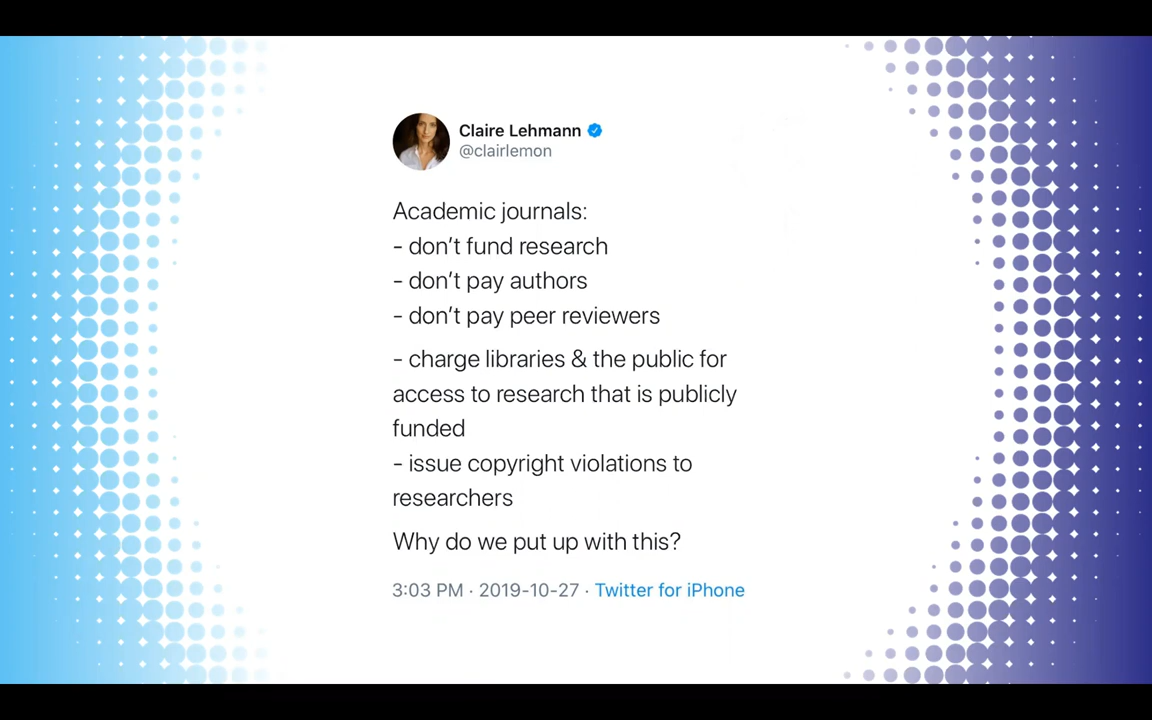 Claire Lehmann
@clairlemon
Academic journals:
- don’t fund research
- don’t pay authors
- don’t pay peer reviewers
- charge libraries & the public for
access to research that is publicly
funded
- issue copyright violations to
researchers
Why do we put up with this?
3:03 PM · 2019-10-27 · Twitter for iPhone